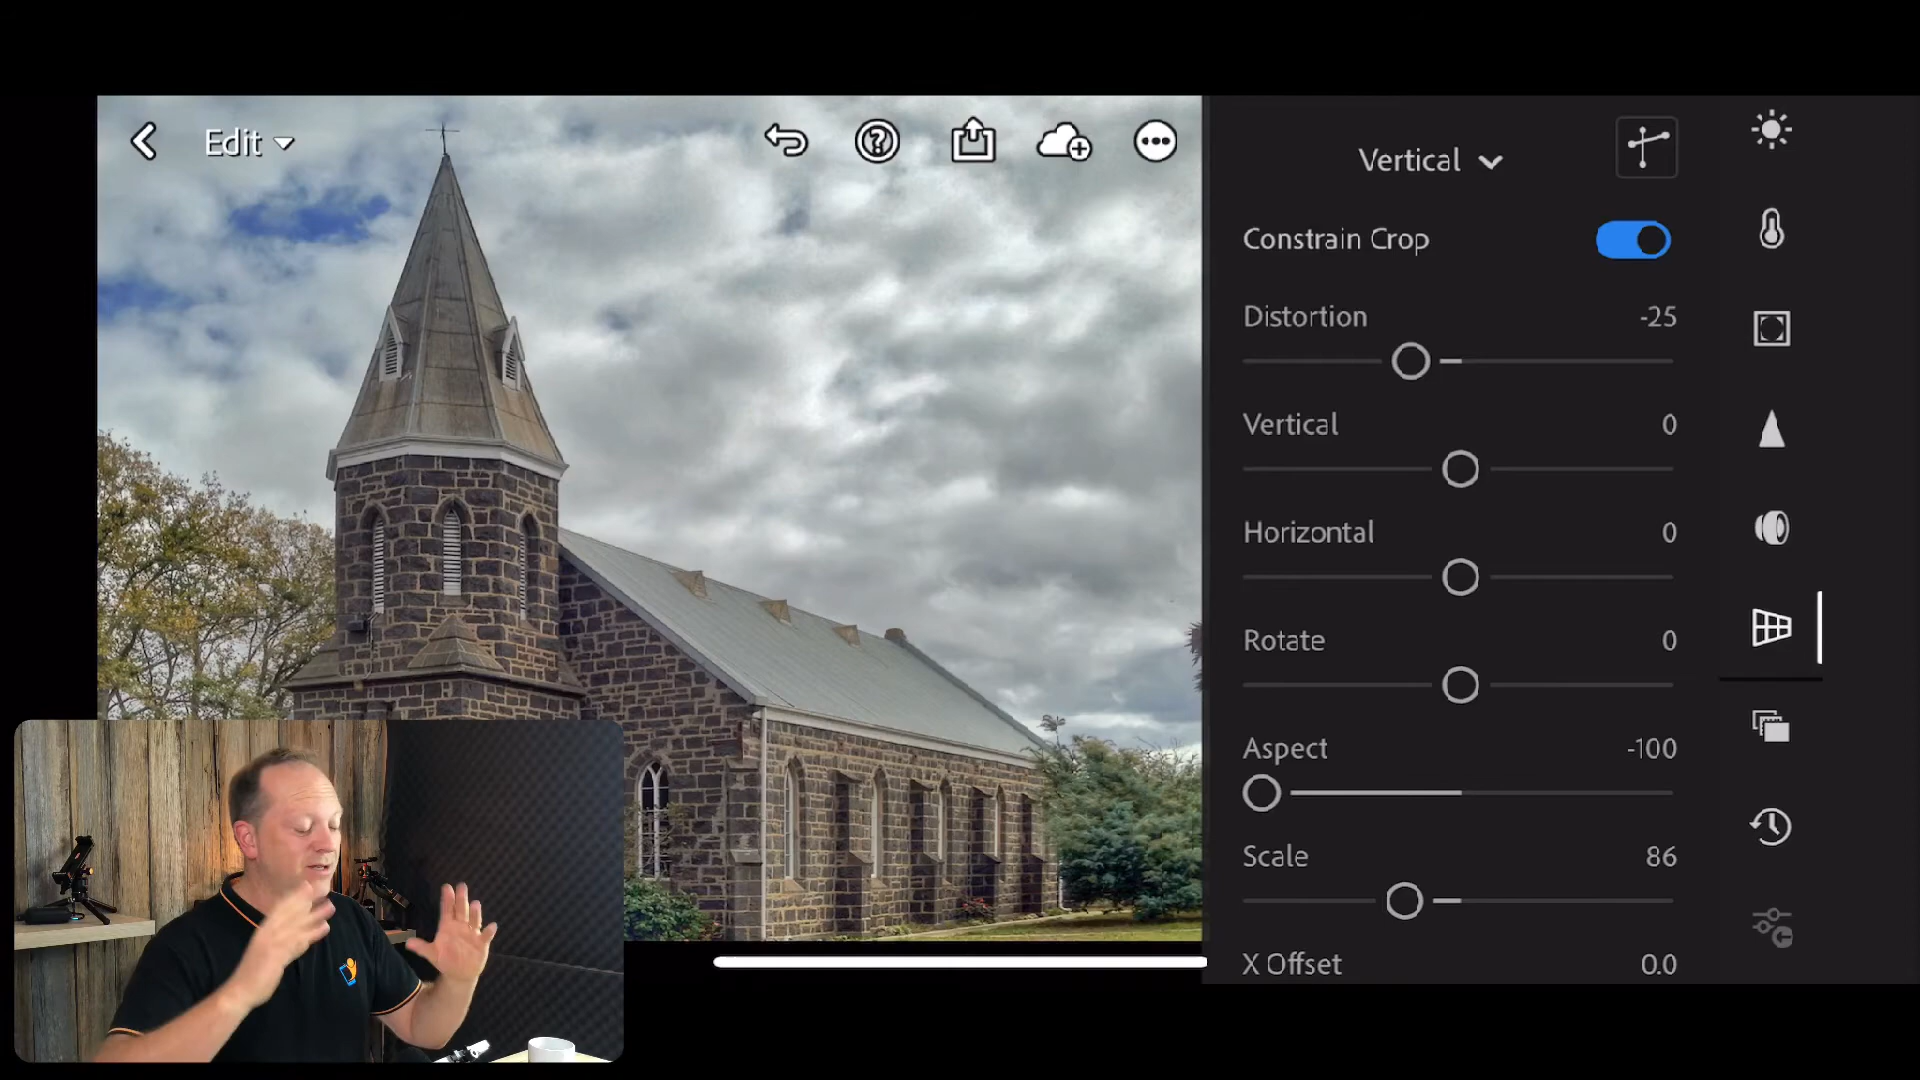 Edit
Vertical
Constrain Crop
Distortion -25
Vertical 0
Horizontal 0
Rotate 0
Aspect -100
Scale 86
X Offset 0.0